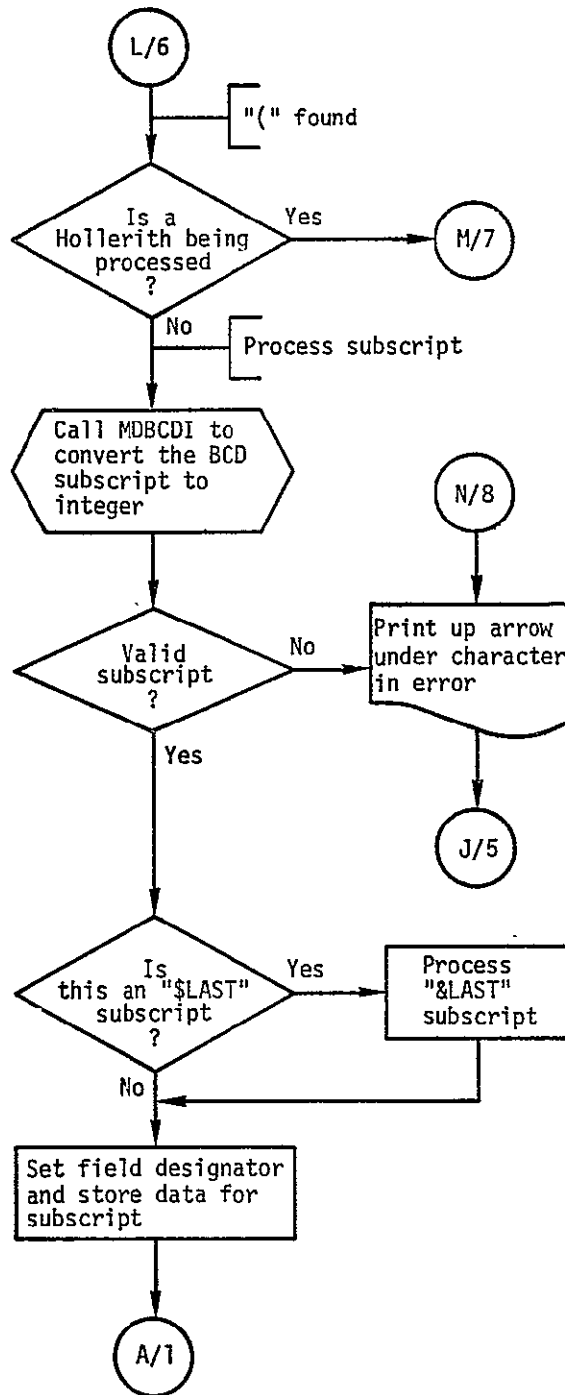 L/6
"(" found
Is a
Hollerith being
processed
?
Yes
M/7
No
Process subscript
Call MDBCDI to
convert the BCD
subscript to
integer
N/8
Valid
subscript
?
No
Print up arrow
under character
in error
Yes
J/5
Is
this an "$LAST"
subscript
?
Yes
Process
"&LAST"
subscript
No
Set field designator
and store data for
subscript
A/1